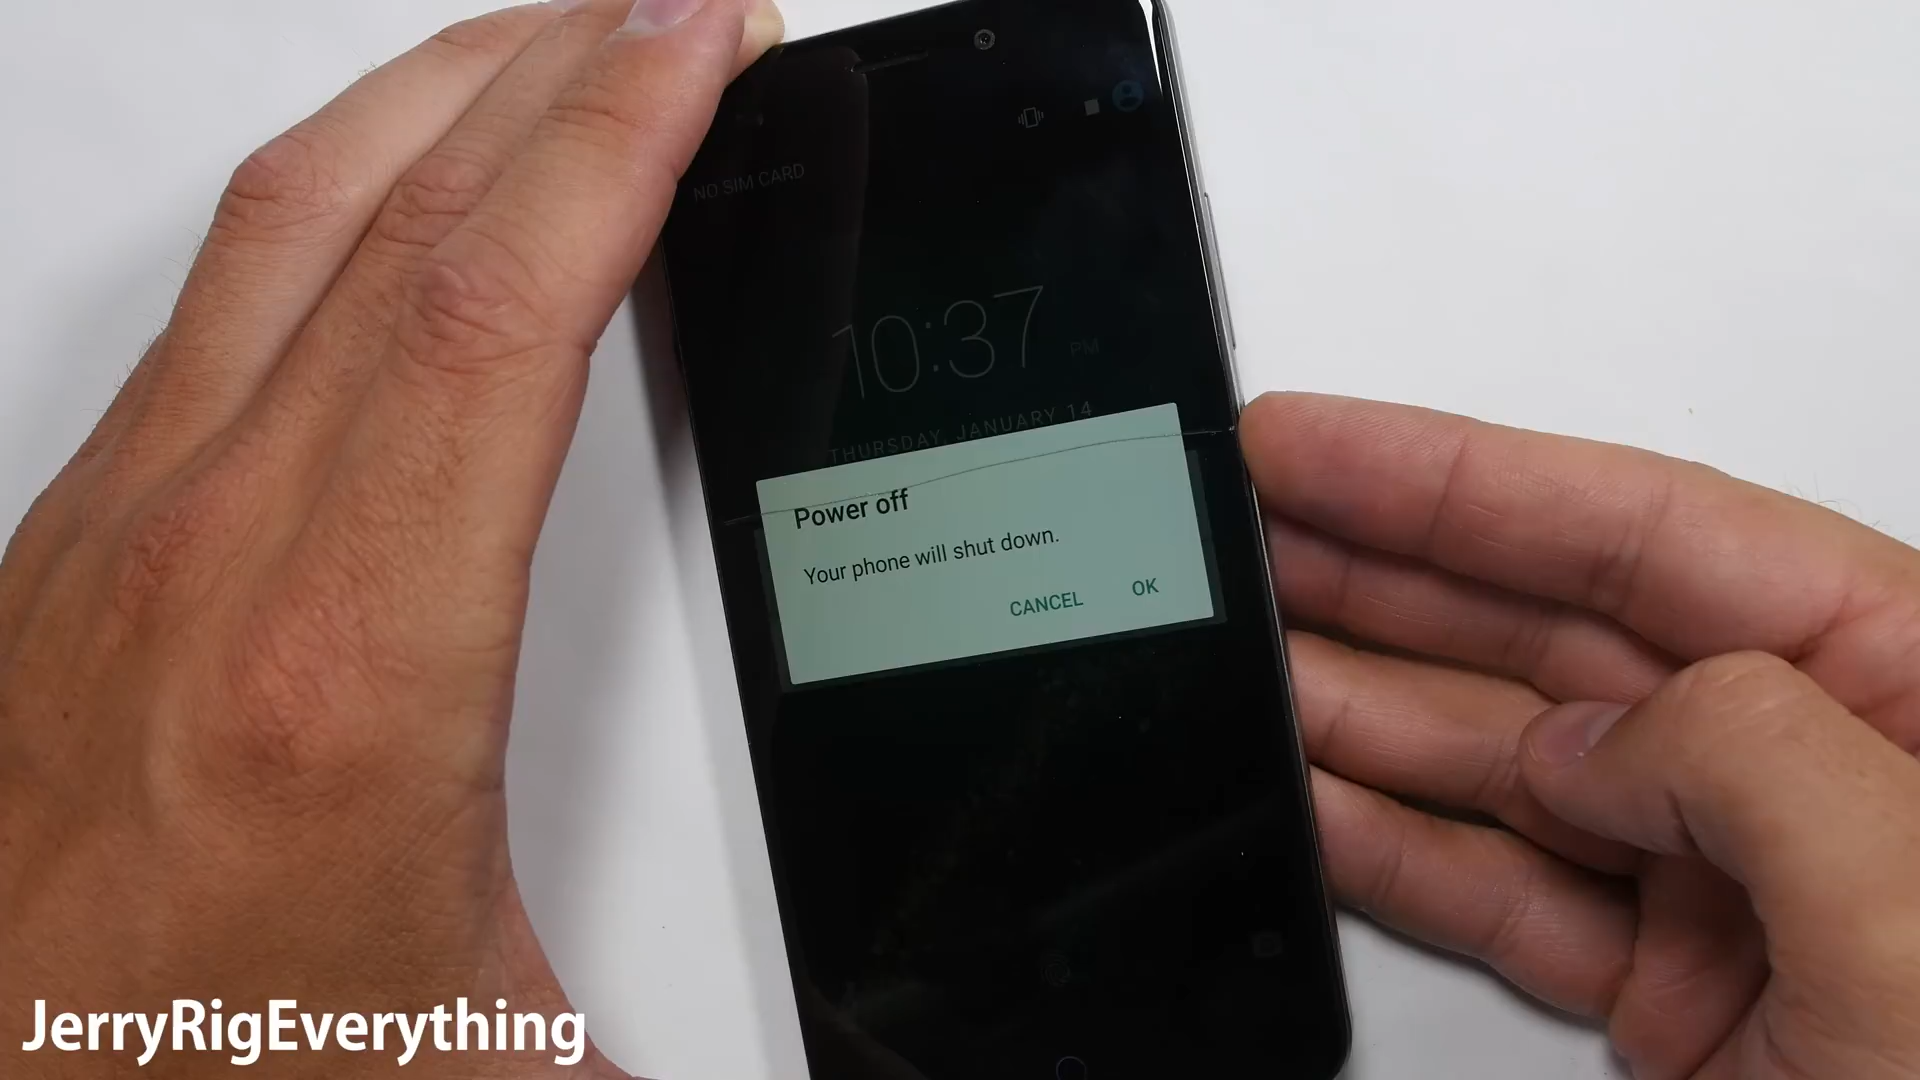 NO SIM CARD
10:37 PM
THURSDAY, JANUARY 14
Power off
Your phone will shut down.
CANCEL OK
JerryRigEverything